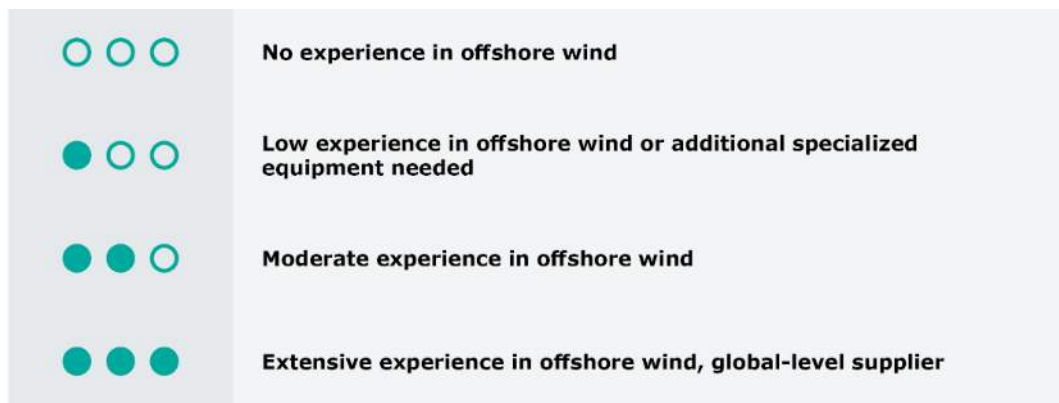 No experience in offshore wind
Low experience in offshore wind or additional specialized
equipment needed
Moderate experience in offshore wind
Extensive experience in offshore wind, global-level supplier